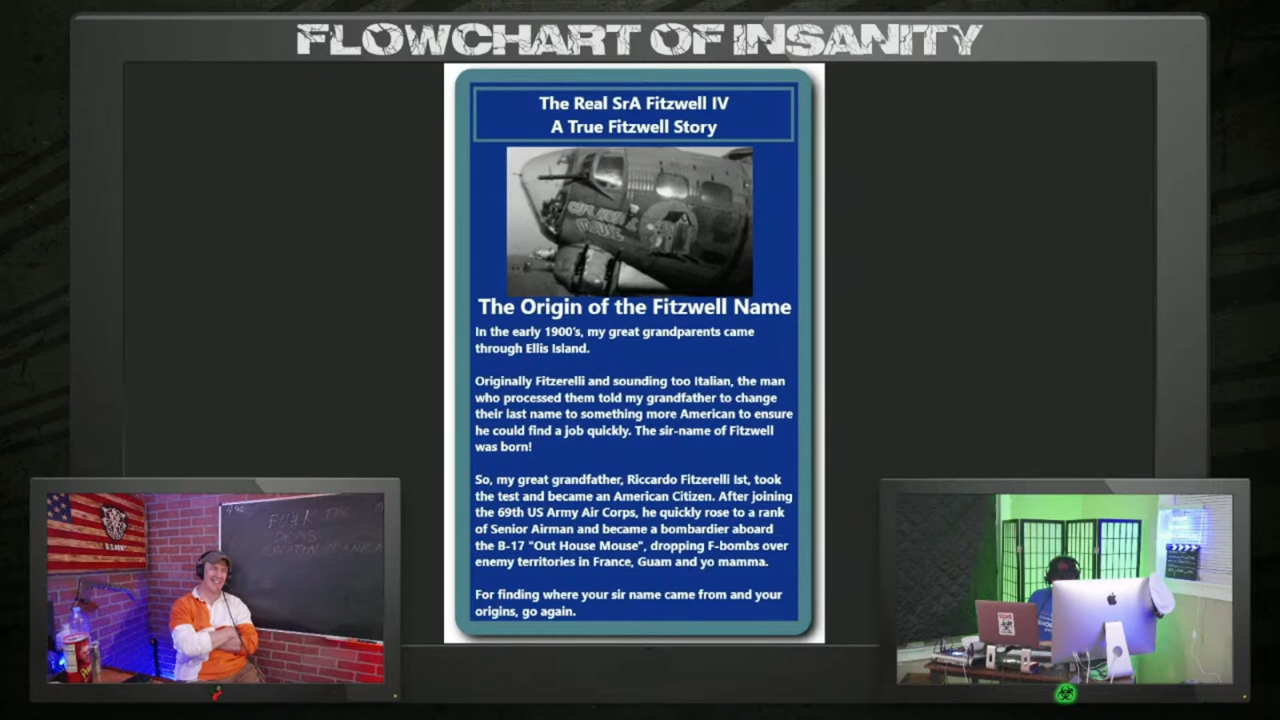 FLOWCHART OF INSANITY
The Real SrA Fitzwell IV
A True Fitzwell Story
OUT HOUSE
MOUSE
The Origin of the Fitzwell Name
In the early 1900's, my great grandparents came
through Ellis Island.
Originally Fitzerelli and sounding too Italian, the man
who processed them told my grandfather to change
their last name to something more American to ensure
he could find a job quickly. The sir-name of Fitzwell
was born!
So, my great grandfather, Riccardo Fitzerelli Ist, took
the test and became an American Citizen. After joining
the 69th US Army Air Corps, he quickly rose to a rank
of Senior Airman and became a bombardier aboard
the B-17 "Out House Mouse", dropping F-bombs over
enemy territories in France, Guam and yo mamma.
For finding where your sir name came from and your
origins, go again.